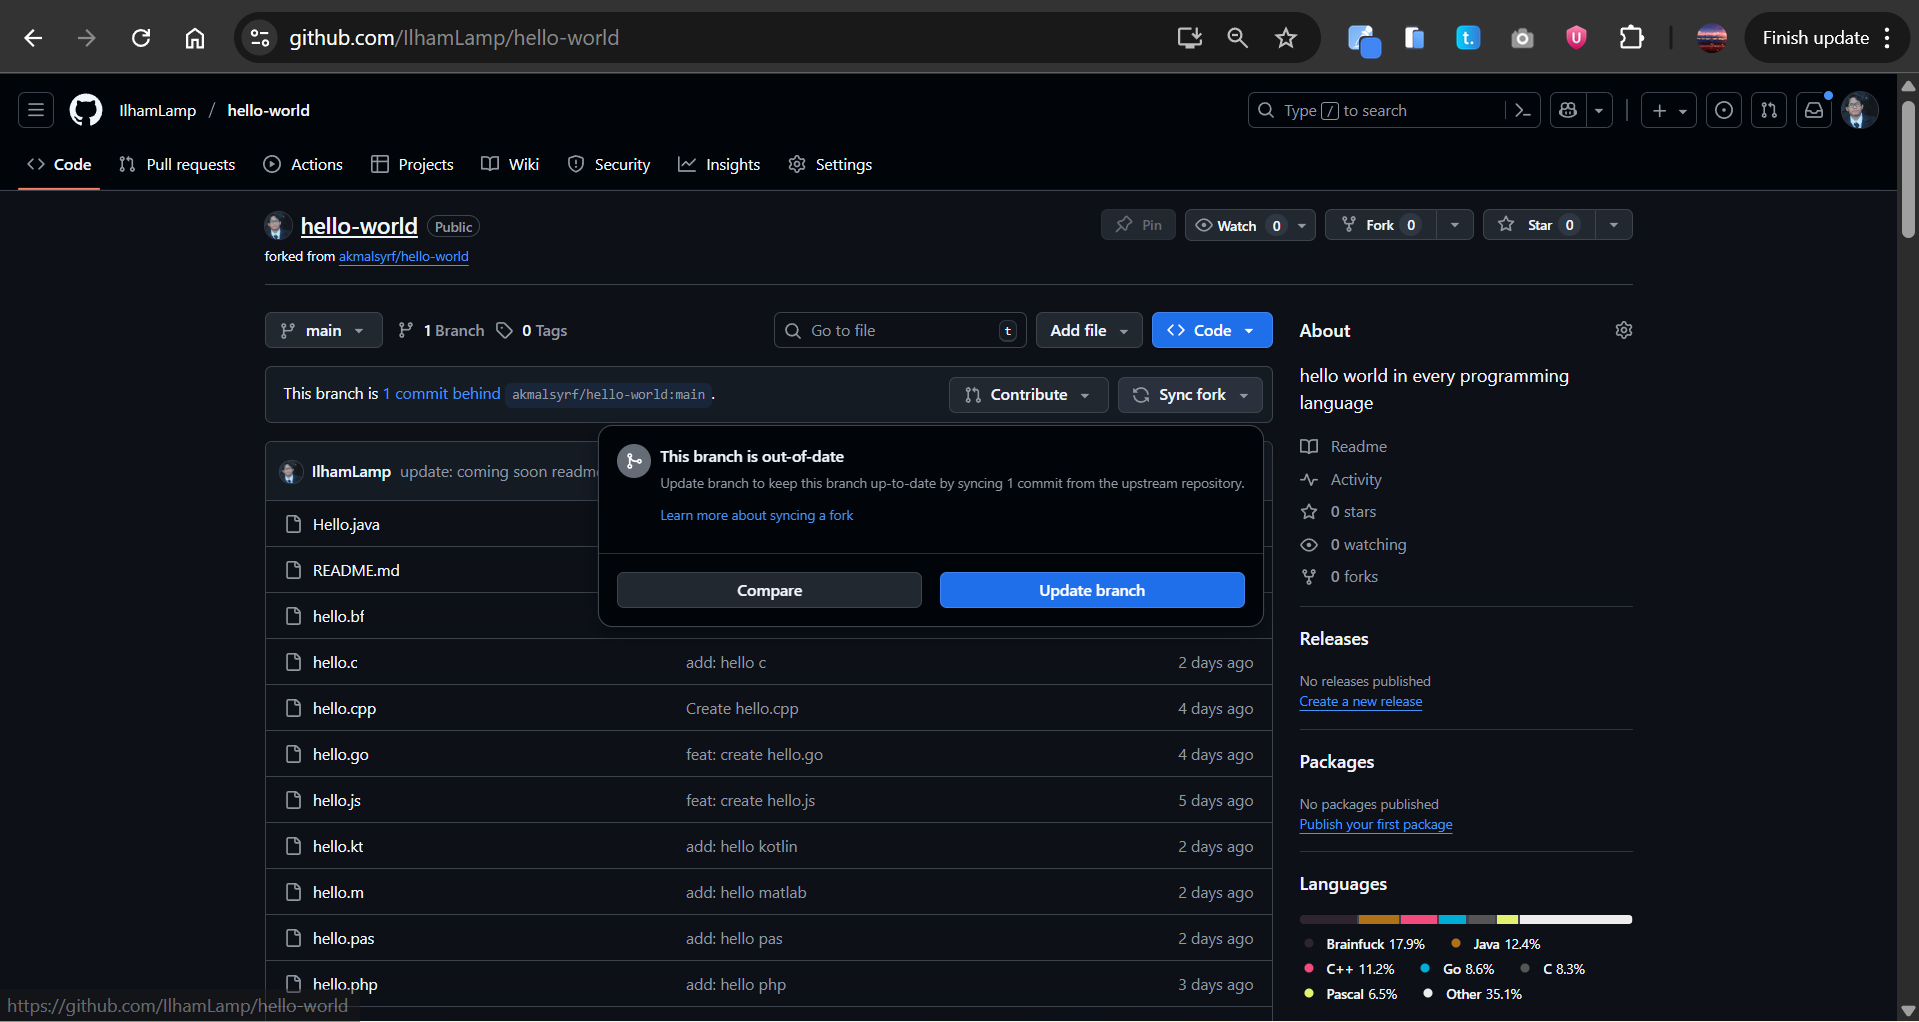 github.com/IlhamLamp/hello-world
Finish update
IlhamLamp / hello-world
Type / to search
Code
Pull requests
Actions
Projects
Wiki
Security
Insights
Settings
hello-world Public
forked from akmalsyrf/hello-world
Pin
Watch 0
Fork 0
Star 0
main
1 Branch
0 Tags
Go to file t
Add file
Code
This branch is 1 commit behind akmalsyrf/hello-world:main .
Contribute
Sync fork
This branch is out-of-date
Update branch to keep this branch up-to-date by syncing 1 commit from the upstream repository.
Learn more about syncing a fork
Compare
Update branch
IlhamLamp update: coming soon readm
Hello.java
README.md
hello.bf
hello.c add: hello c 2 days ago
hello.cpp Create hello.cpp 4 days ago
hello.go feat: create hello.go 4 days ago
hello.js feat: create hello.js 5 days ago
hello.kt add: hello kotlin 2 days ago
hello.m add: hello matlab 2 days ago
hello.pas add: hello pas 2 days ago
hello.php add: hello php 3 days ago
About
hello world in every programming
language
Readme
Activity
0 stars
0 watching
0 forks
Releases
No releases published
Create a new release
Packages
No packages published
Publish your first package
Languages
Brainfuck 17.9% Java 12.4%
C++ 11.2% Go 8.6% C 8.3%
Pascal 6.5% Other 35.1%
https://github.com/IlhamLamp/hello-world